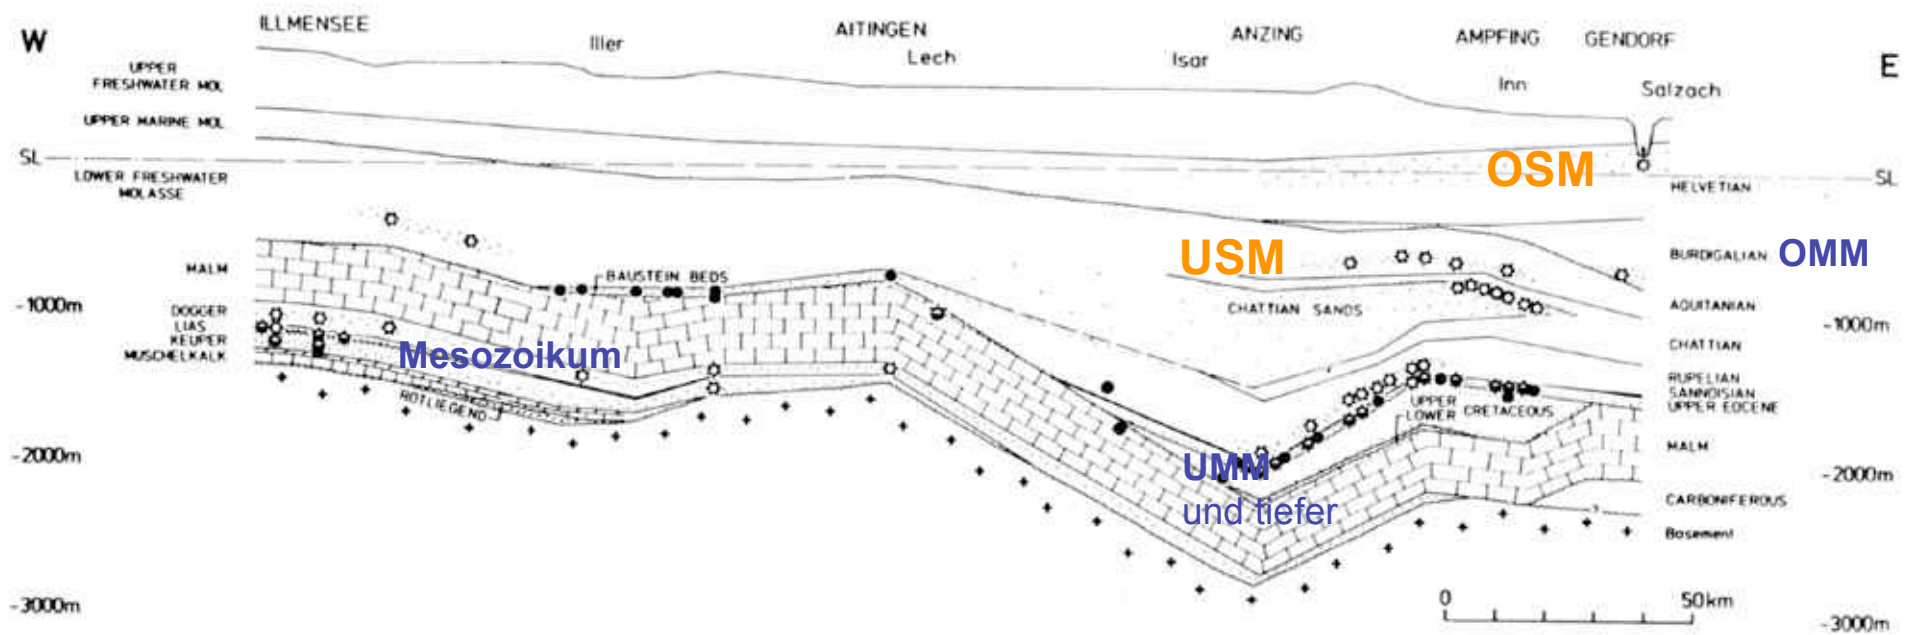 ILLMENSEE
AITINGEN
ANZING
AMPFING
GENDORF
W
Iller
Lech
Isar
E
UPPER
FRESHWATER MOL
Inn
Salzach
UPPER MARINE MOL
SL
OSM
SL
LOWER FRESHWATER
MOLASSE
HELVETIAN
USM
BURDIGALIAN
OMM
MALM
BAUSTEIN BEDS
-1000m
DOGGER
LIAS
KEUPER
MUSCHELKALK
CHATTIAN SANDS
AQUITANIAN
-1000m
Mesozoikum
CHATTIAN
ROTLIEGEND
RUPELIAN
SANNOISIAN
UPPER EOCENE
UPPER
LOWER
CRETACEOUS
-2000m
UMM
und tiefer
MALM
-2000m
CARBONIFEROUS
?
Basement
-3000m
0
50km
-3000m